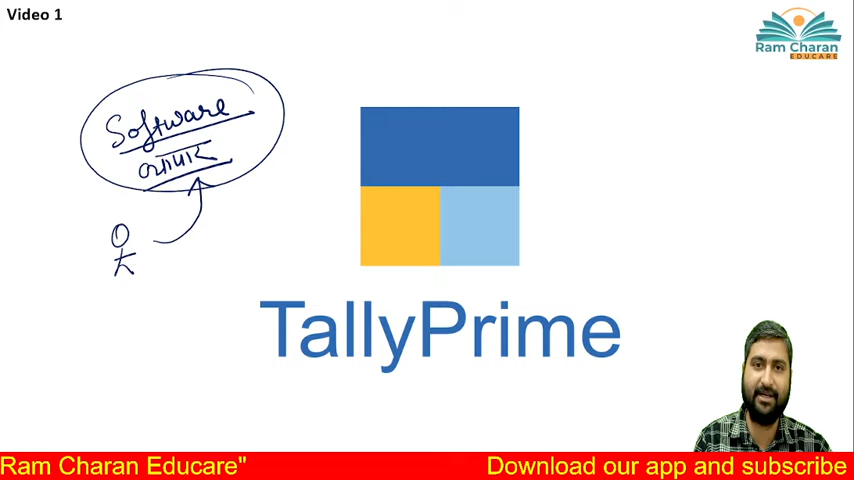 Video 1
Ram Charan
EDUCARE
Software
व्यापार
TallyPrime
Ram Charan Educare" Download our app and subscribe